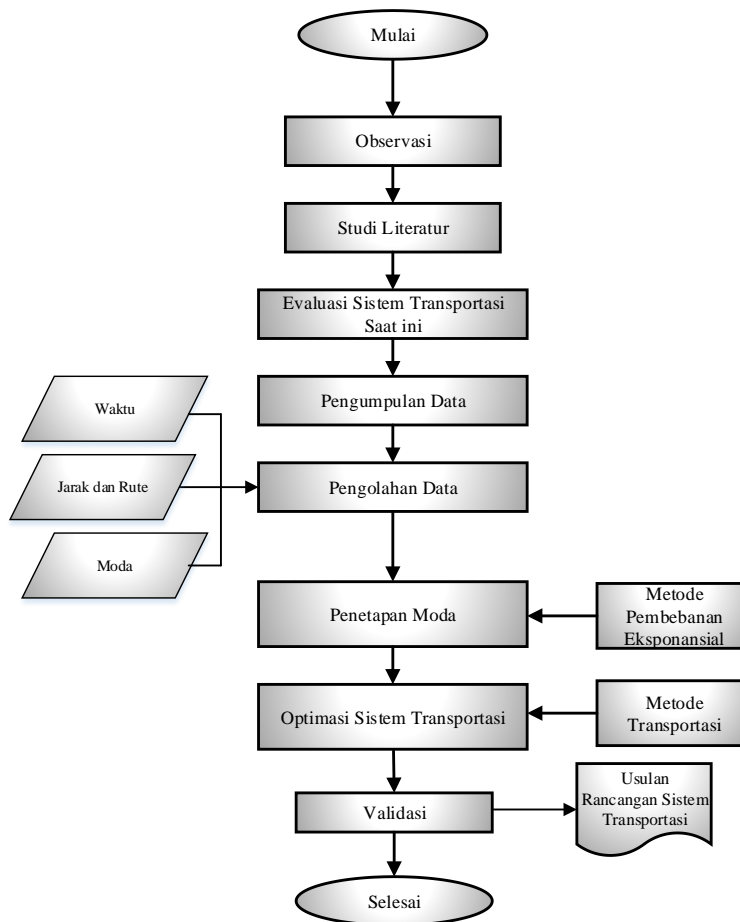 Mulai
Observasi
Studi Literatur
Evaluasi Sistem Transportasi
Saat ini
Pengumpulan Data
Waktu
Jarak dan Rute
Moda
Pengolahan Data
Penetapan Moda
Metode
Pembebanan
Eksponansial
Optimasi Sistem Transportasi
Metode
Transportasi
Validasi
Usulan
Rancangan Sistem
Transportasi
Selesai